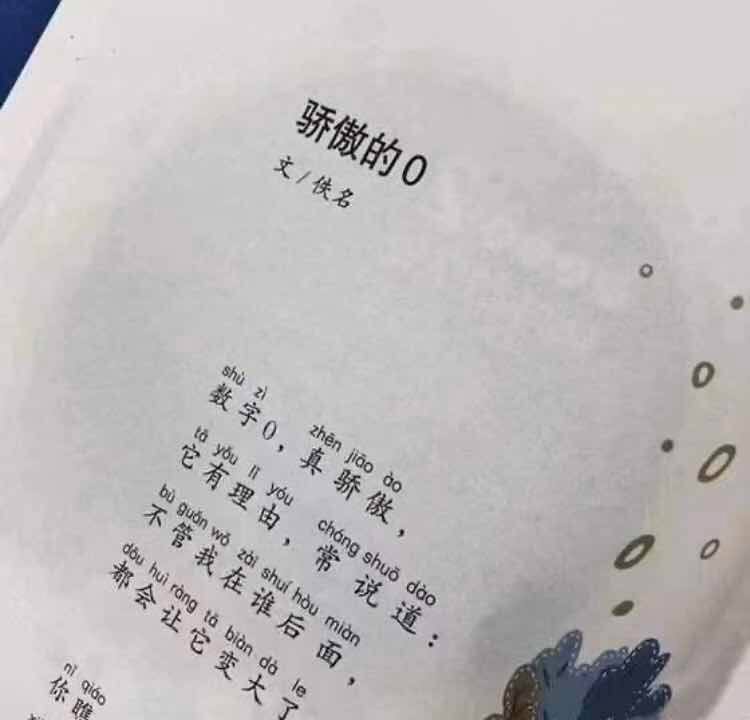 骄傲的0
文/佚名
shù zì zhēn jiāo ào
数字0，真骄傲，
tā yǒu lǐ yóu cháng shuō dào
它有理由，常说道：
bù guǎn wǒ zài shuí hòu miàn
不管我在谁后面，
dōu huì ràng tā biàn dà le
都会让它变大了
nǐ qiáo
你瞧